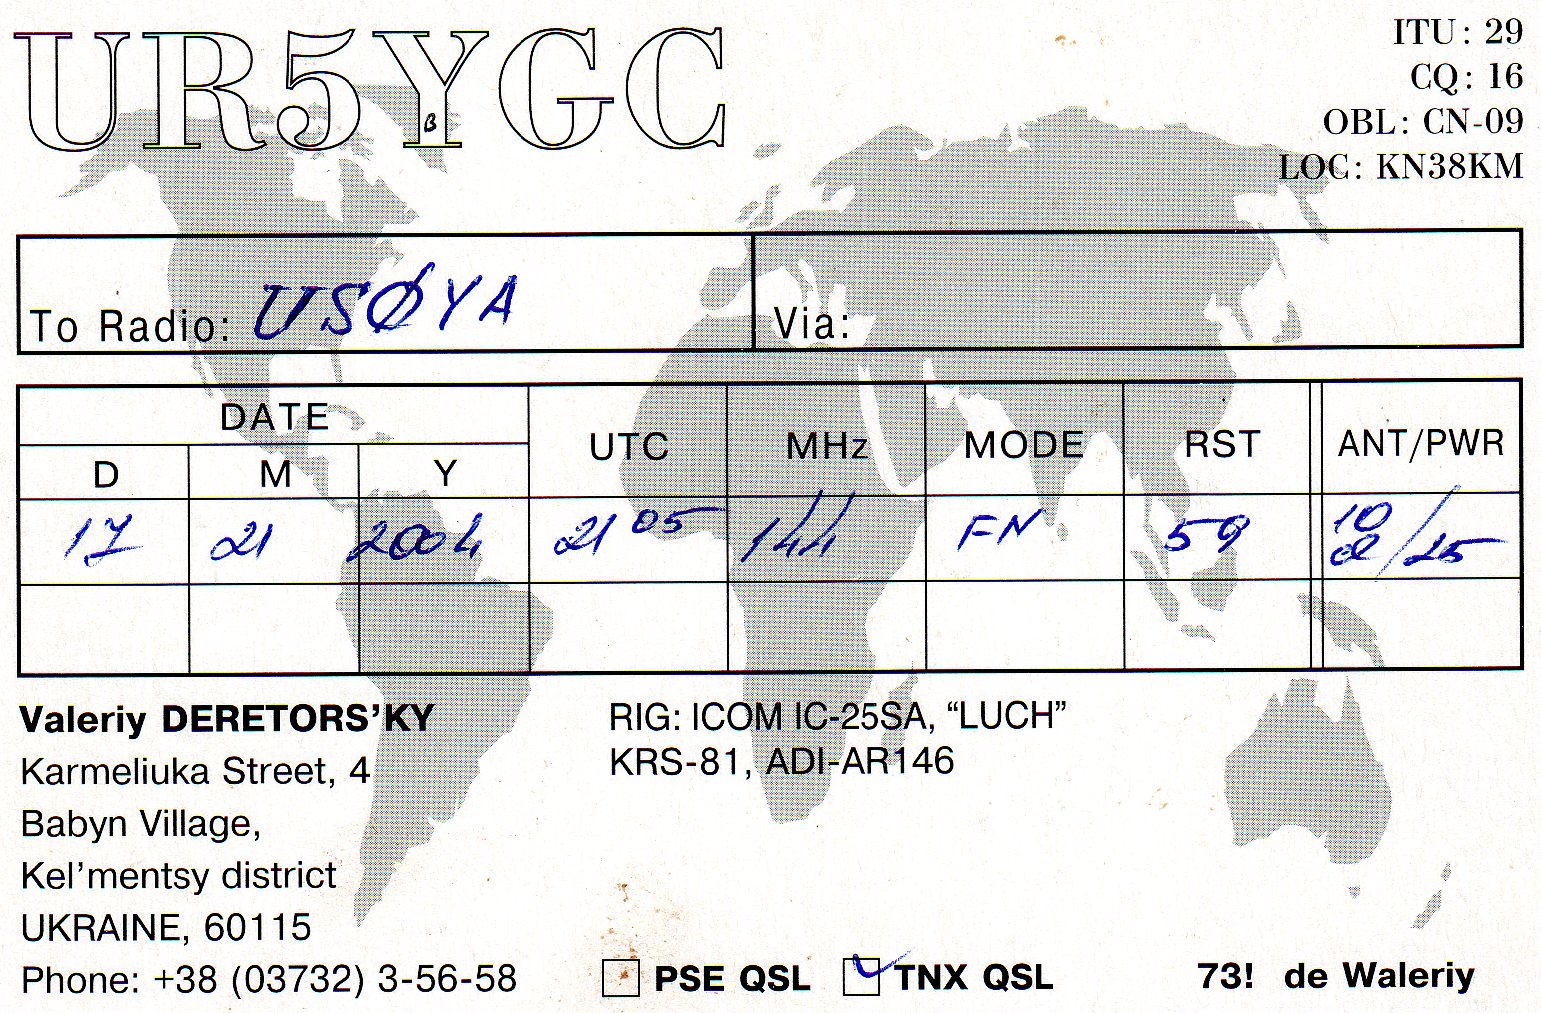 UR5YGC
в
ITU: 29
CQ: 16
OBL: CN-09
LOC: KN38KM
To Radio: USØYA Via:
DATE UTC MHz MODE RST ANT/PWR
D M Y
17 21 2004 21 05 144 FN 59 10
/25
Valeriy DERETORS'KY
Karmeliuka Street, 4
Babyn Village,
Kel'mentsy district
UKRAINE, 60115
Phone: +38 (03732) 3-56-58
RIG: ICOM IC-25SA, “LUCH”
KRS-81, ADI-AR146
PSE QSL TNX QSL 73! de Waleriy